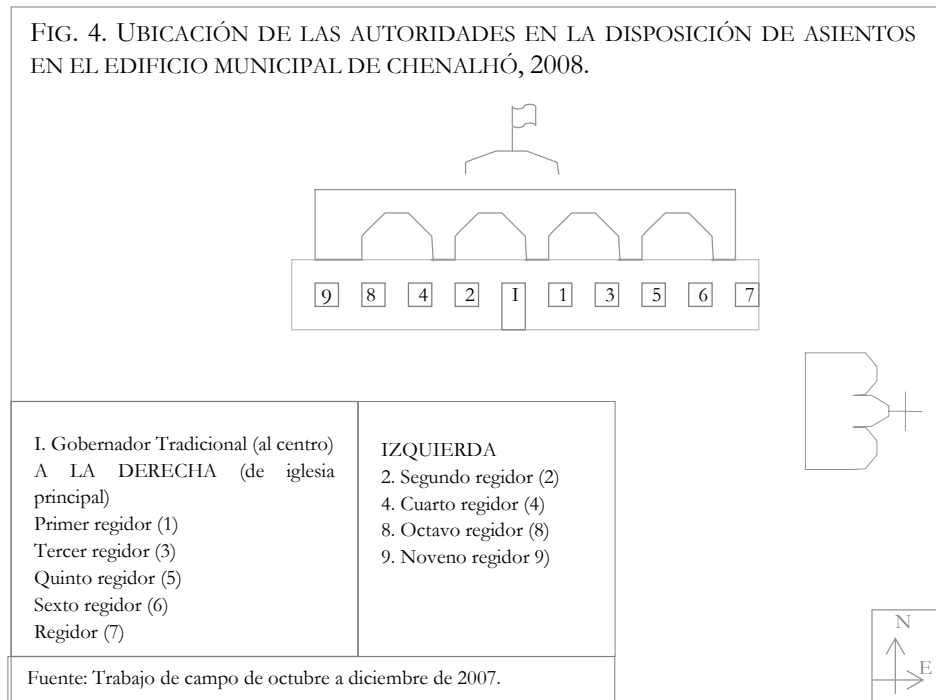 FIG. 4. UBICACIÓN DE LAS AUTORIDADES EN LA DISPOSICIÓN DE ASIENTOS
EN EL EDIFICIO MUNICIPAL DE CHENALHÓ, 2008.
9 8 4 2 I 1 3 5 6 7
I. Gobernador Tradicional (al centro)
A LA DERECHA (de iglesia
principal)
Primer regidor (1)
Tercer regidor (3)
Quinto regidor (5)
Sexto regidor (6)
Regidor (7)
IZQUIERDA
2. Segundo regidor (2)
4. Cuarto regidor (4)
8. Octavo regidor (8)
9. Noveno regidor 9)
N
E
Fuente: Trabajo de campo de octubre a diciembre de 2007.